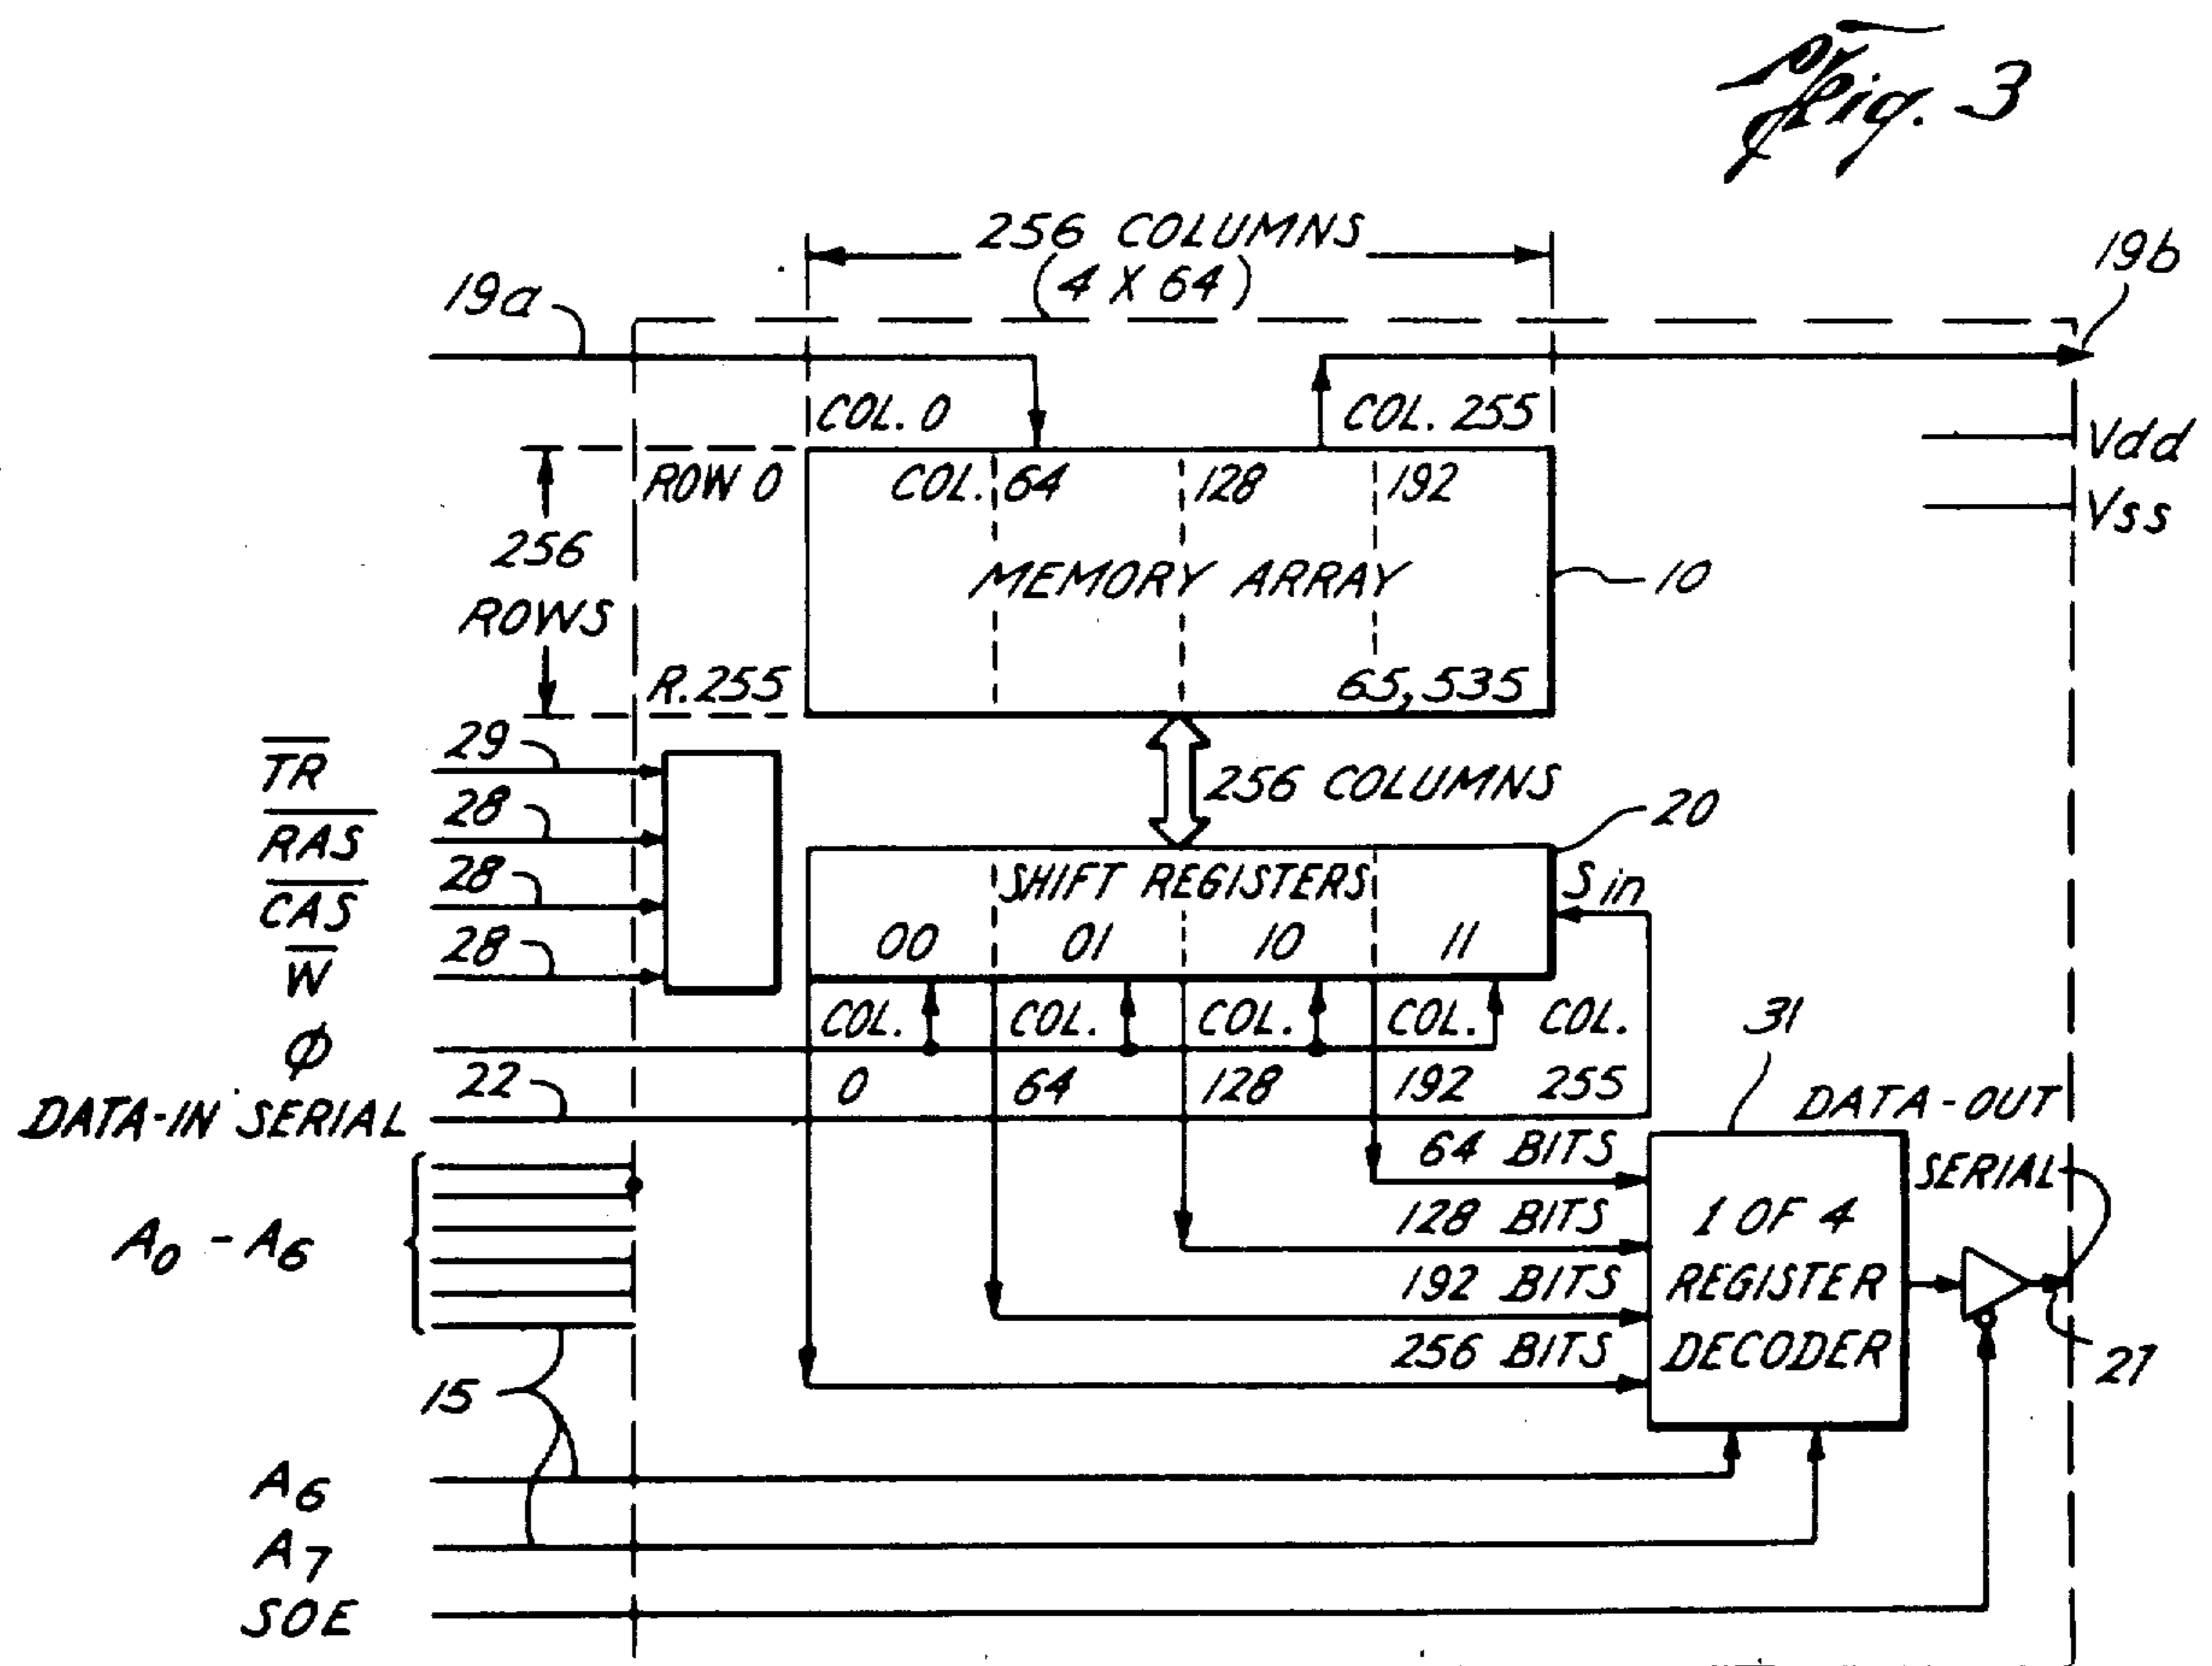 Fig. 3
256 COLUMNS
(4 X 64)
19a
19b
COL. 0
COL. 255
Vdd
Vss
ROW 0
COL. 64
128
192
256
ROWS
MEMORY ARRAY
10
R. 255
65,535
TR
29
RAS
28
CAS
28
W
28
256 COLUMNS
20
SHIFT REGISTERS
S in
00
01
10
11
COL.
COL.
COL.
COL.
COL.
ϕ
0
64
128
192
255
22
DATA-IN SERIAL
31
DATA-OUT
SERIAL
64 BITS
128 BITS
192 BITS
256 BITS
1 OF 4
REGISTER
DECODER
27
A0 - A6
15
A6
A7
SOE